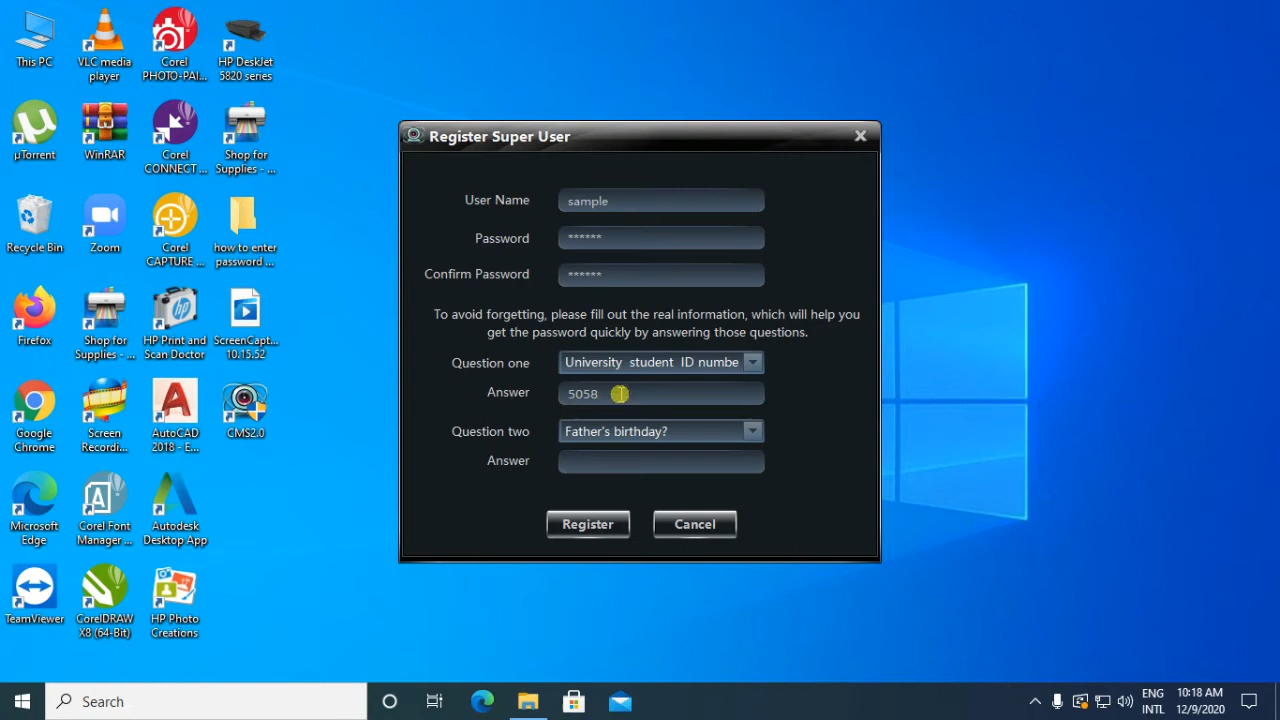 This PC
VLC media
player
Corel
PHOTO-PAI...
HP DeskJet
5820 series
µTorrent
WinRAR
Corel
CONNECT ...
Shop for
Supplies - ...
Recycle Bin
Zoom
Corel
CAPTURE ...
how to enter
password ...
Firefox
Shop for
Supplies - ...
HP Print and
Scan Doctor
ScreenCapt...
10.15.52
Google
Chrome
Screen
Recordi...
AutoCAD
2018 - E...
CMS2.0
Microsoft
Edge
Corel Font
Manager ...
Autodesk
Desktop App
TeamViewer
CorelDRAW
X8 (64-Bit)
HP Photo
Creations
Register Super User
User Name
sample
Password
******
Confirm Password
******
To avoid forgetting, please fill out the real information, which will help you
get the password quickly by answering those questions.
Question one
University student ID numbe
Answer
5058
Question two
Father's birthday?
Answer
Register
Cancel
Search
ENG
INTL
10:18 AM
12/9/2020